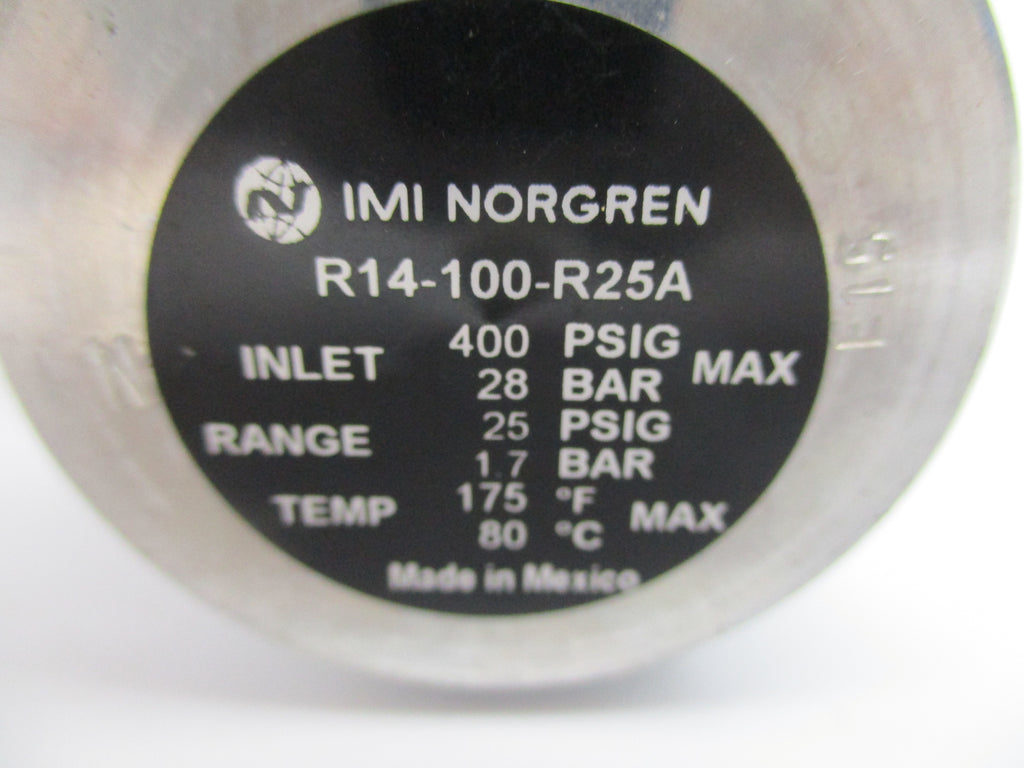 IMI NORGREN
R14-100-R25A
INLET 400 PSIG MAX
28 BAR
RANGE 25 PSIG
1.7 BAR
TEMP 175 °F MAX
80 °C
Made in Mexico